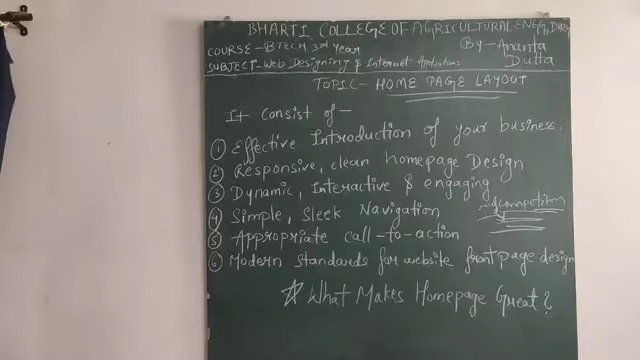 BHARTI COLLEGE OF AGRICULTURAL ENGG, DURG
COURSE - BTECH 3rd Year
By - Ananta Dutta
SUBJECT - Web Designing & Internet Applications
TOPIC - HOME PAGE LAYOUT
It Consist of -
① Effective Introduction of your business.
② Responsive, clean homepage Design
③ Dynamic, Interactive & engaging
competitors
④ Simple, Sleek Navigation
⑤ Appropriate call-to-action
⑥ Modern standards for website front page design
☆ What Makes Homepage Great?